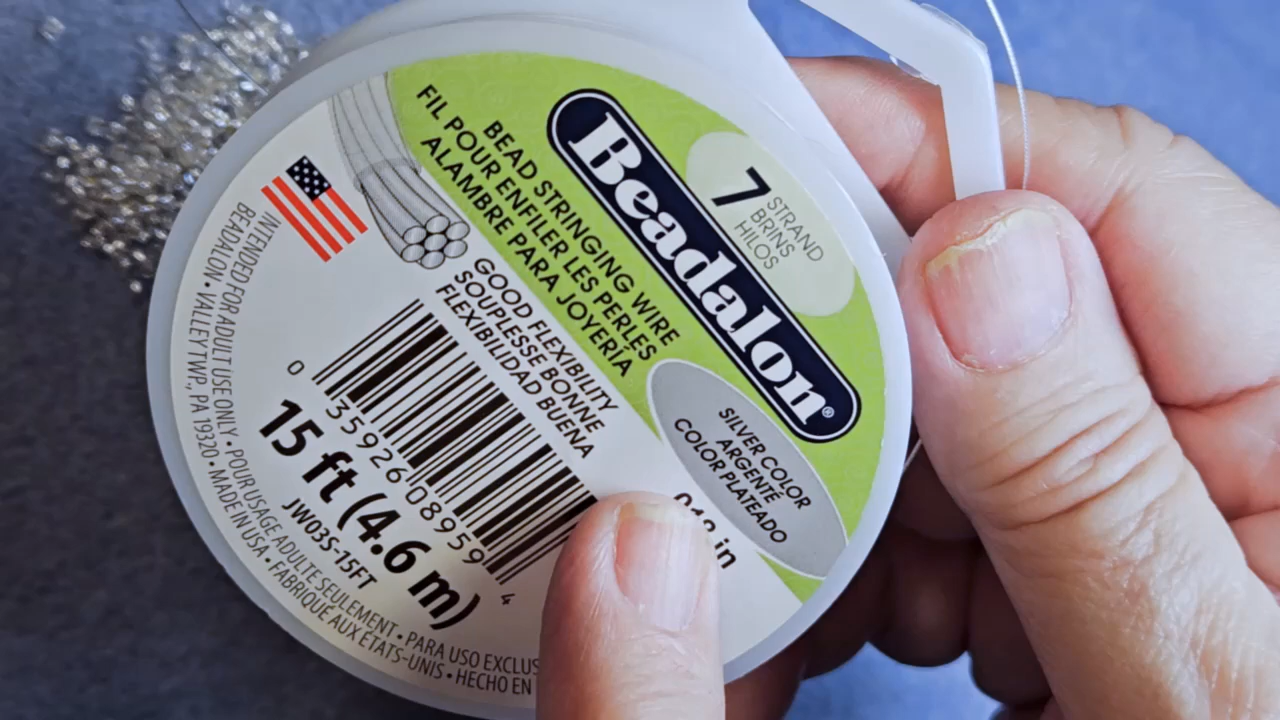 7 STRAND
BRINS
HILOS
Beadalon®
BEAD STRINGING WIRE
FIL POUR ENFILER LES PERLES
ALAMBRE PARA JOYERÍA
SILVER COLOR
ARGENTÉ
COLOR PLATEADO
GOOD FLEXIBILITY
SOUPLESSE BONNE
FLEXIBILIDAD BUENA
in
0 35926 08959 4
15 ft (4.6 m)
JW03S-15FT
INTENDED FOR ADULT USE ONLY • POUR USAGE ADULTE SEULEMENT • PARA USO
BEADALON • VALLEY TWP., PA 19320 • MADE IN USA • FABRIQUÉ AUX ÉTATS-UNIS • HECHO EN